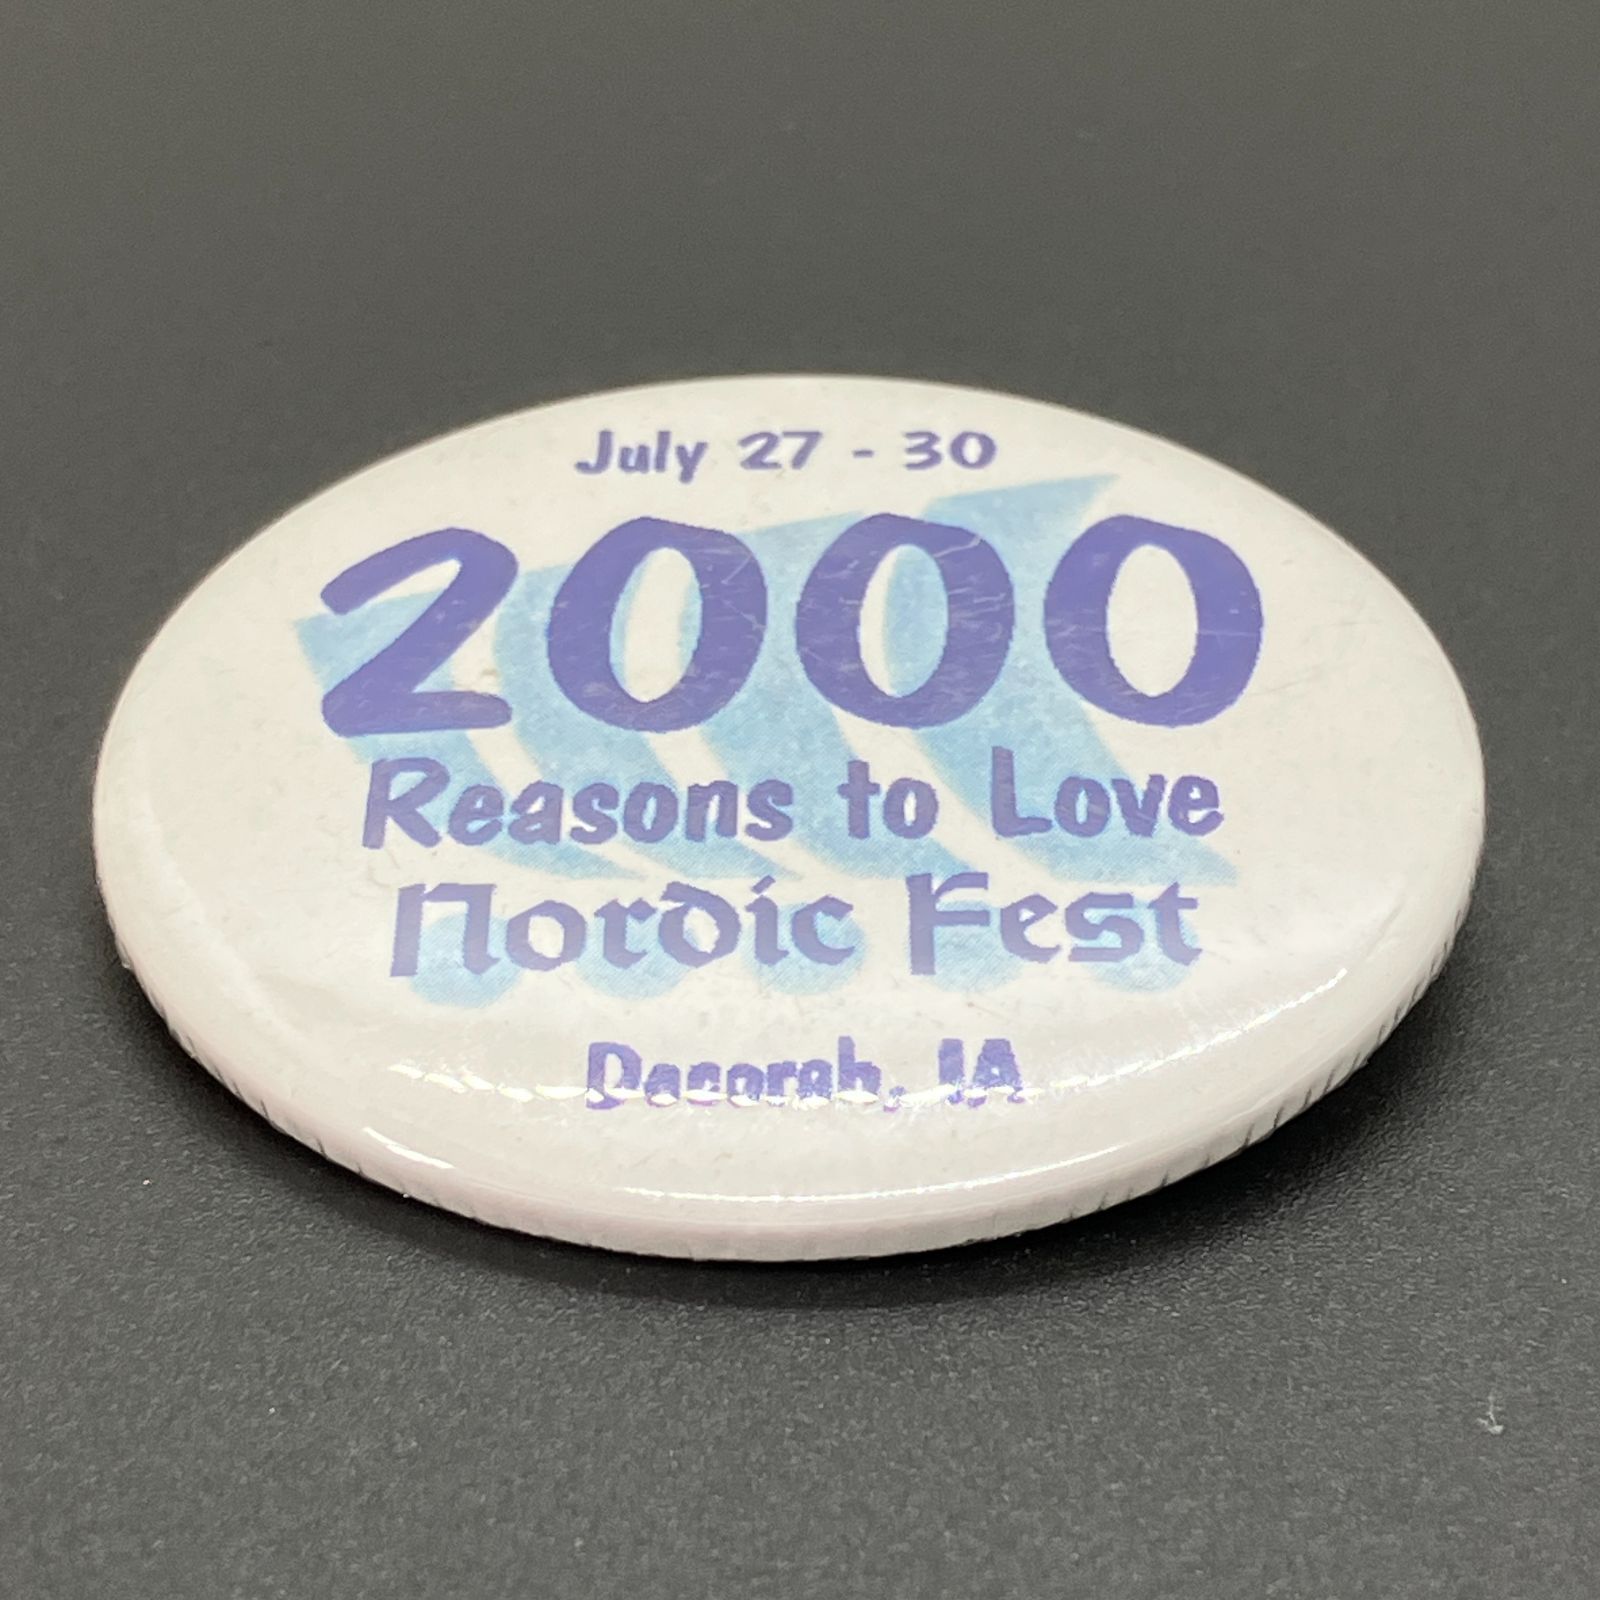 July 27 - 30
2000
Reasons to Love
Nordic Fest
Decorah, IA